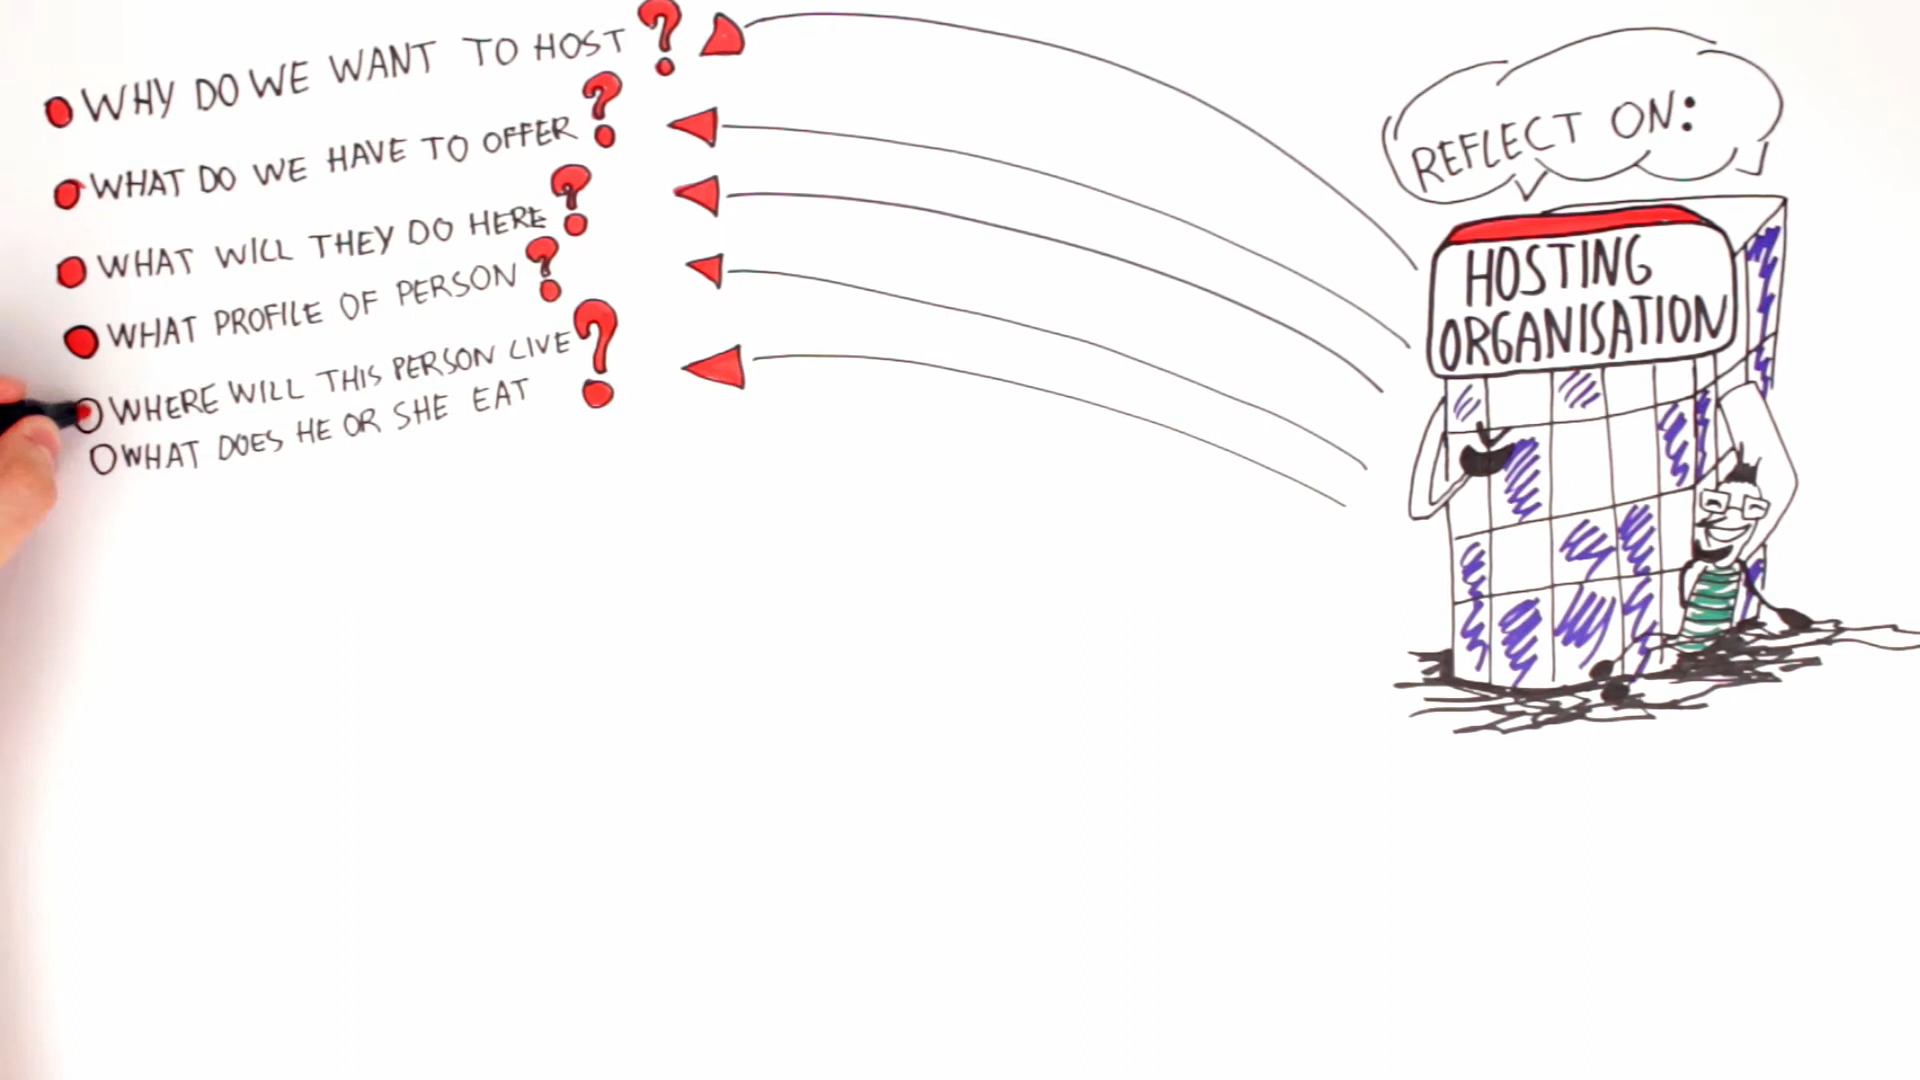 WHY DO WE WANT TO HOST?
WHAT DO WE HAVE TO OFFER?
WHAT WILL THEY DO HERE?
WHAT PROFILE OF PERSON?
WHERE WILL THIS PERSON LIVE
WHAT DOES HE OR SHE EAT?
REFLECT ON:
HOSTING
ORGANISATION